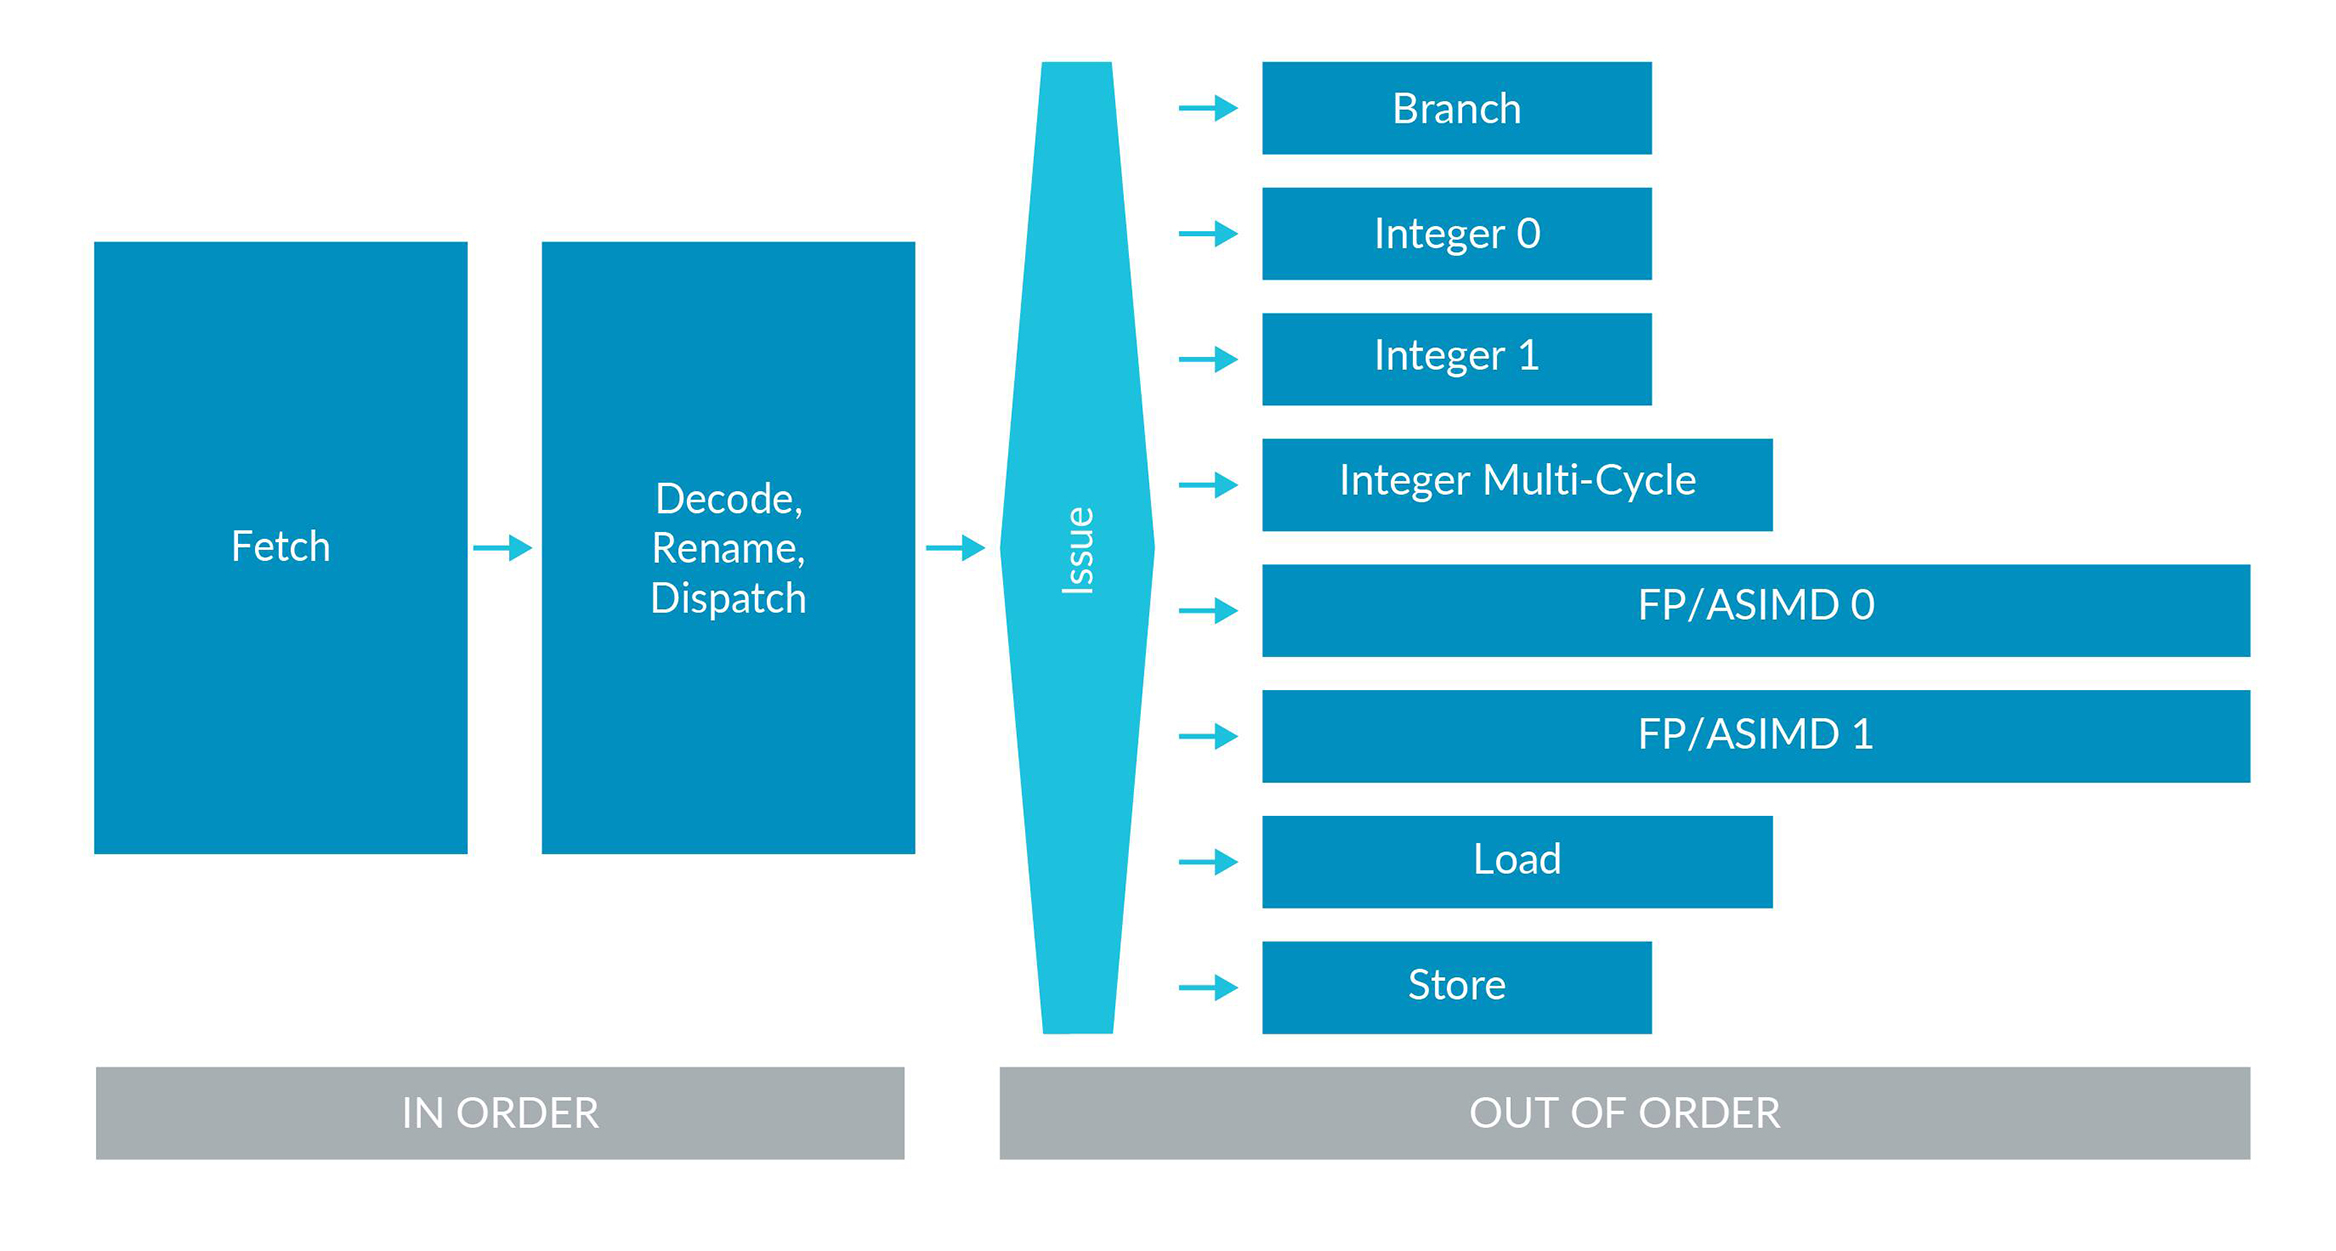 Fetch
Decode,
Rename,
Dispatch
Issue
Branch
Integer 0
Integer 1
Integer Multi-Cycle
FP/ASIMD 0
FP/ASIMD 1
Load
Store
IN ORDER
OUT OF ORDER